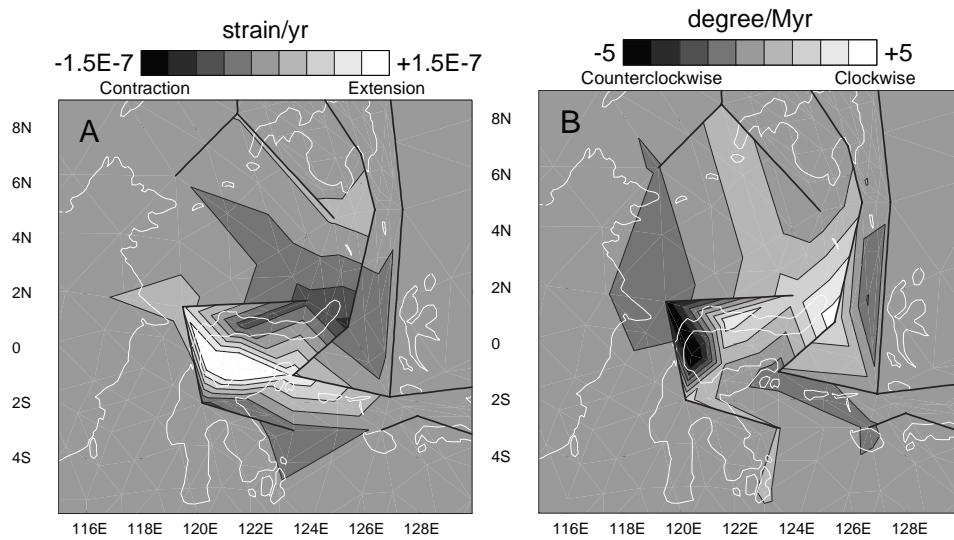 strain/yr
-1.5E-7 +1.5E-7
Contraction Extension
A
8N
6N
4N
2N
0
2S
4S
116E 118E 120E 122E 124E 126E 128E
degree/Myr
-5 +5
Counterclockwise Clockwise
B
8N
6N
4N
2N
0
2S
4S
116E 118E 120E 122E 124E 126E 128E